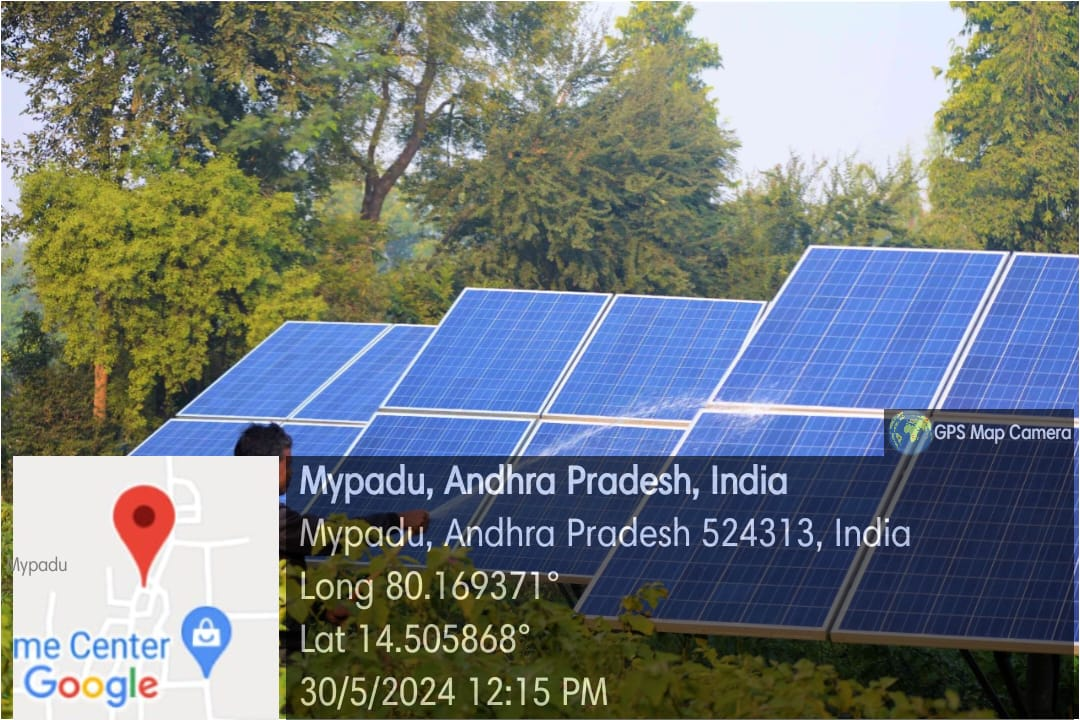 GPS Map Camera
Mypadu, Andhra Pradesh, India
Mypadu, Andhra Pradesh 524313, India
Long 80.169371°
Lat 14.505868°
30/5/2024 12:15 PM
Mypadu
me Center
Google